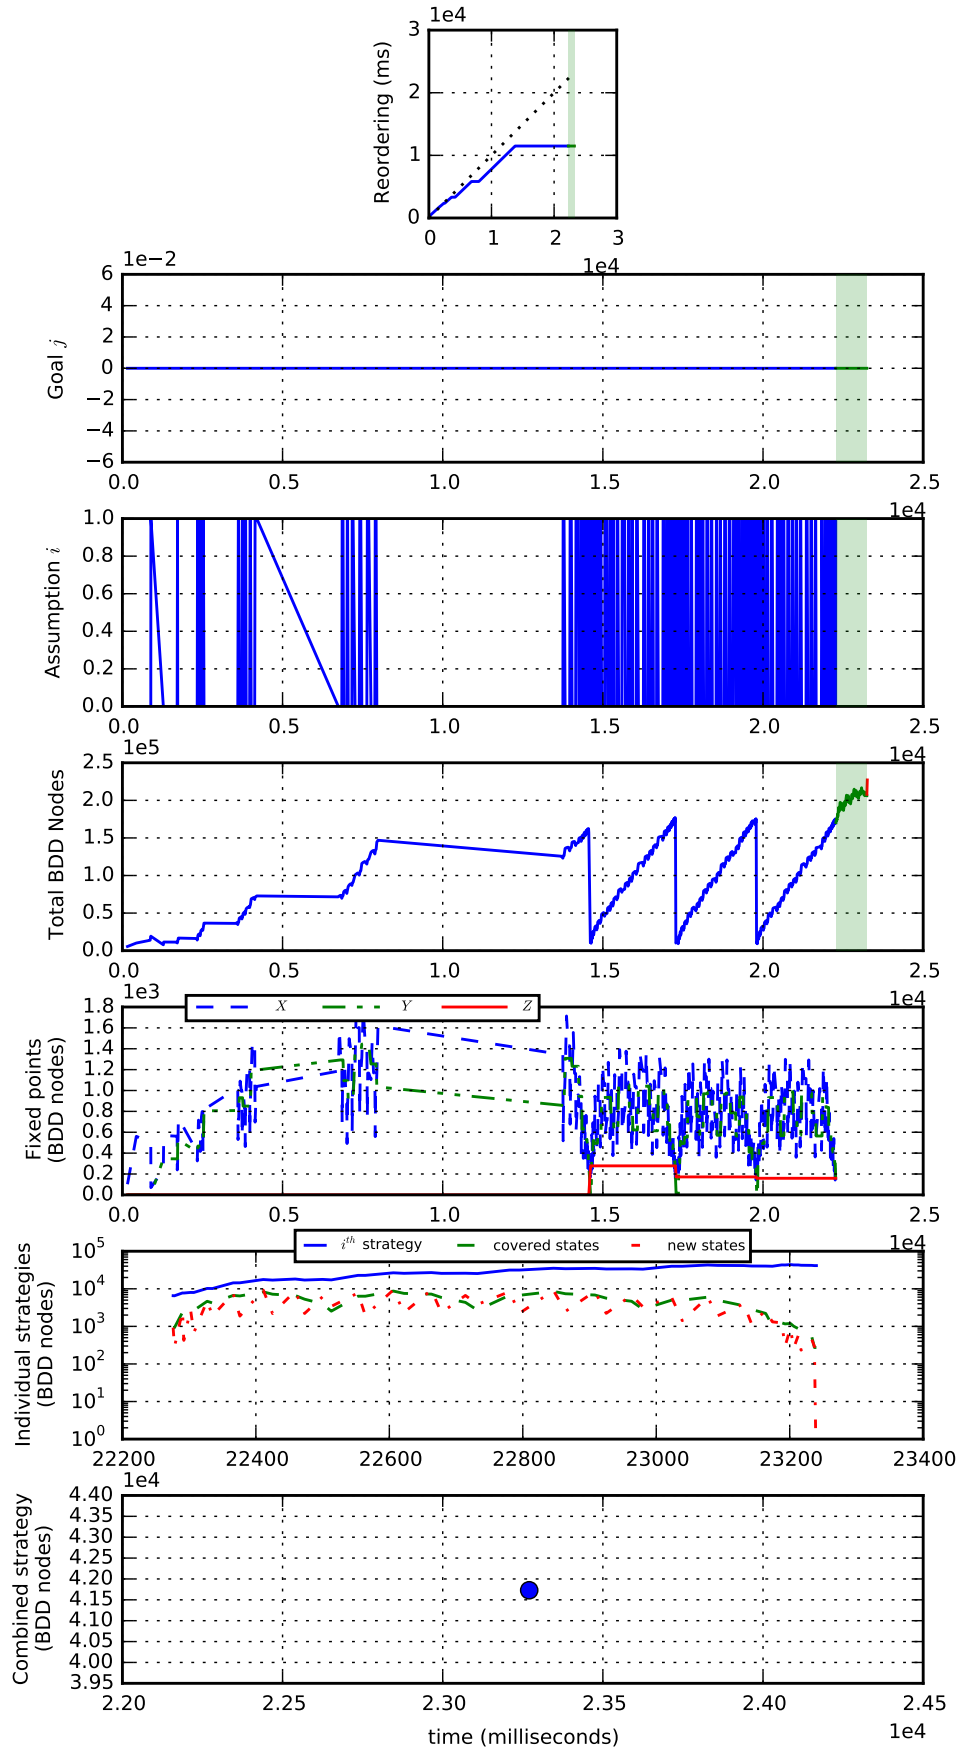 1e4
3
2
1
0
Reordering (ms)
0 1 2 3
1e4
1e−2
6
4
2
0
−2
−4
−6
Goal j
0.0 0.5 1.0 1.5 2.0 2.5
1e4
1.0
0.8
0.6
0.4
0.2
0.0
Assumption i
0.0 0.5 1.0 1.5 2.0 2.5
1e4
1e5
2.5
2.0
1.5
1.0
0.5
0.0
Total BDD Nodes
0.0 0.5 1.0 1.5 2.0 2.5
1e4
1e3
X Y Z
1.8
1.6
1.4
1.2
1.0
0.8
0.6
0.4
0.2
0.0
Fixed points
(BDD nodes)
0.0 0.5 1.0 1.5 2.0 2.5
1e4
i^th strategy covered states new states
10^5
10^4
10^3
10^2
10^1
10^0
Individual strategies
(BDD nodes)
22200 22400 22600 22800 23000 23200 23400
1e4
4.40
4.35
4.30
4.25
4.20
4.15
4.10
4.05
4.00
3.95
Combined strategy
(BDD nodes)
2.20 2.25 2.30 2.35 2.40 2.45
time (milliseconds)
1e4